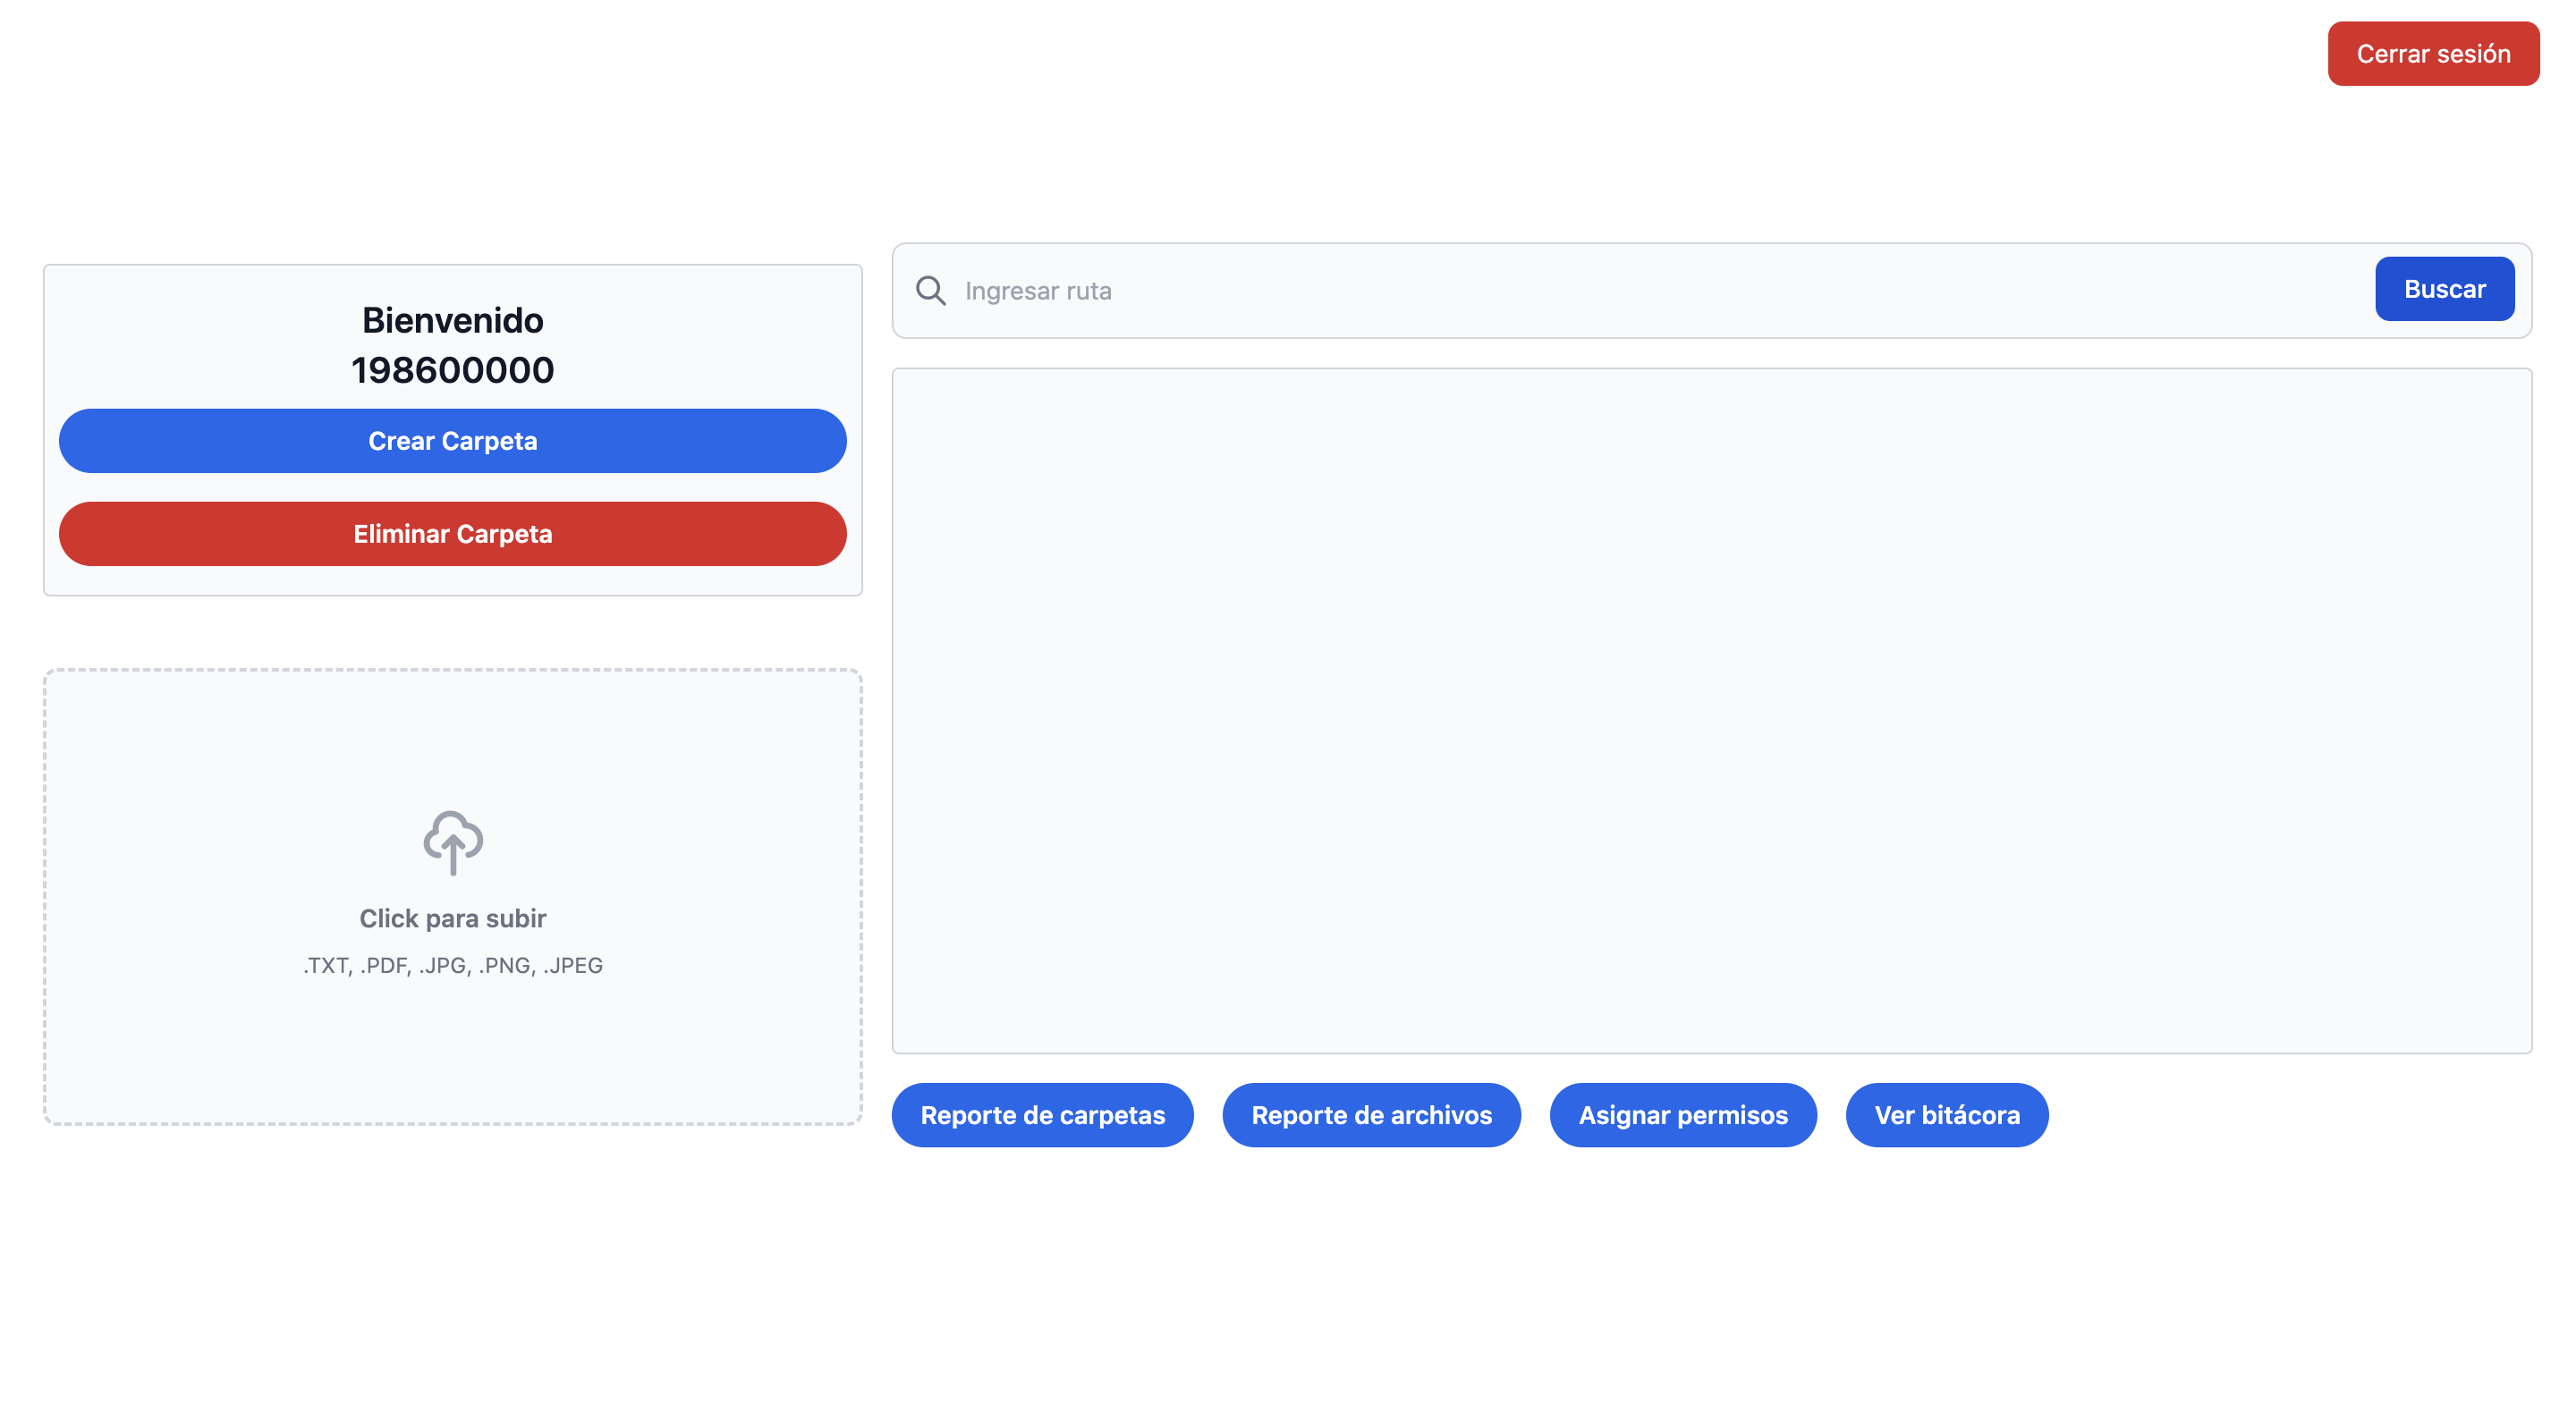 Cerrar sesión
Bienvenido
198600000
Crear Carpeta
Eliminar Carpeta
Click para subir
.TXT, .PDF, .JPG, .PNG, .JPEG
Ingresar ruta
Buscar
Reporte de carpetas
Reporte de archivos
Asignar permisos
Ver bitácora